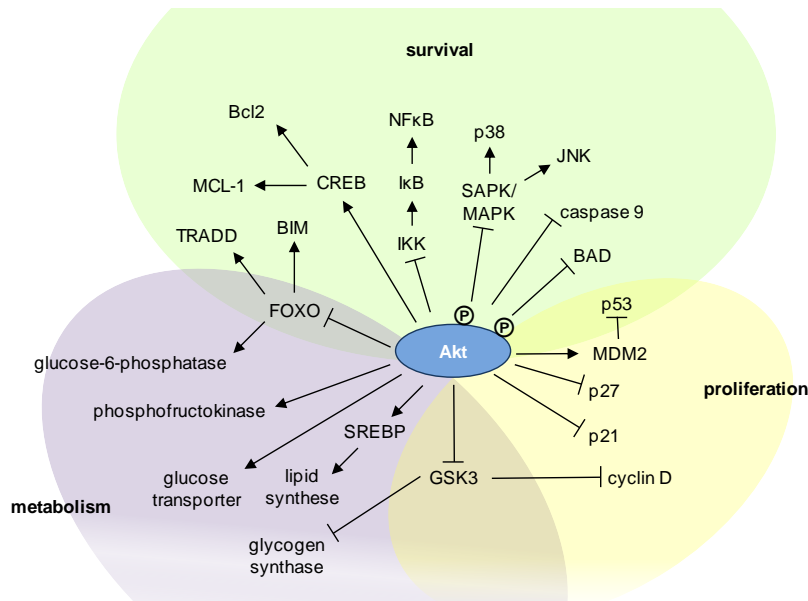 survival
Bcl2
NFκB
p38
JNK
MCL-1
CREB
IκB
SAPK/
MAPK
caspase 9
TRADD
BIM
IKK
BAD
FOXO
P
P
p53
glucose-6-phosphatase
Akt
MDM2
p27
proliferation
phosphofructokinase
SREBP
p21
glucose
transporter
lipid
synthese
GSK3
cyclin D
metabolism
glycogen
synthase